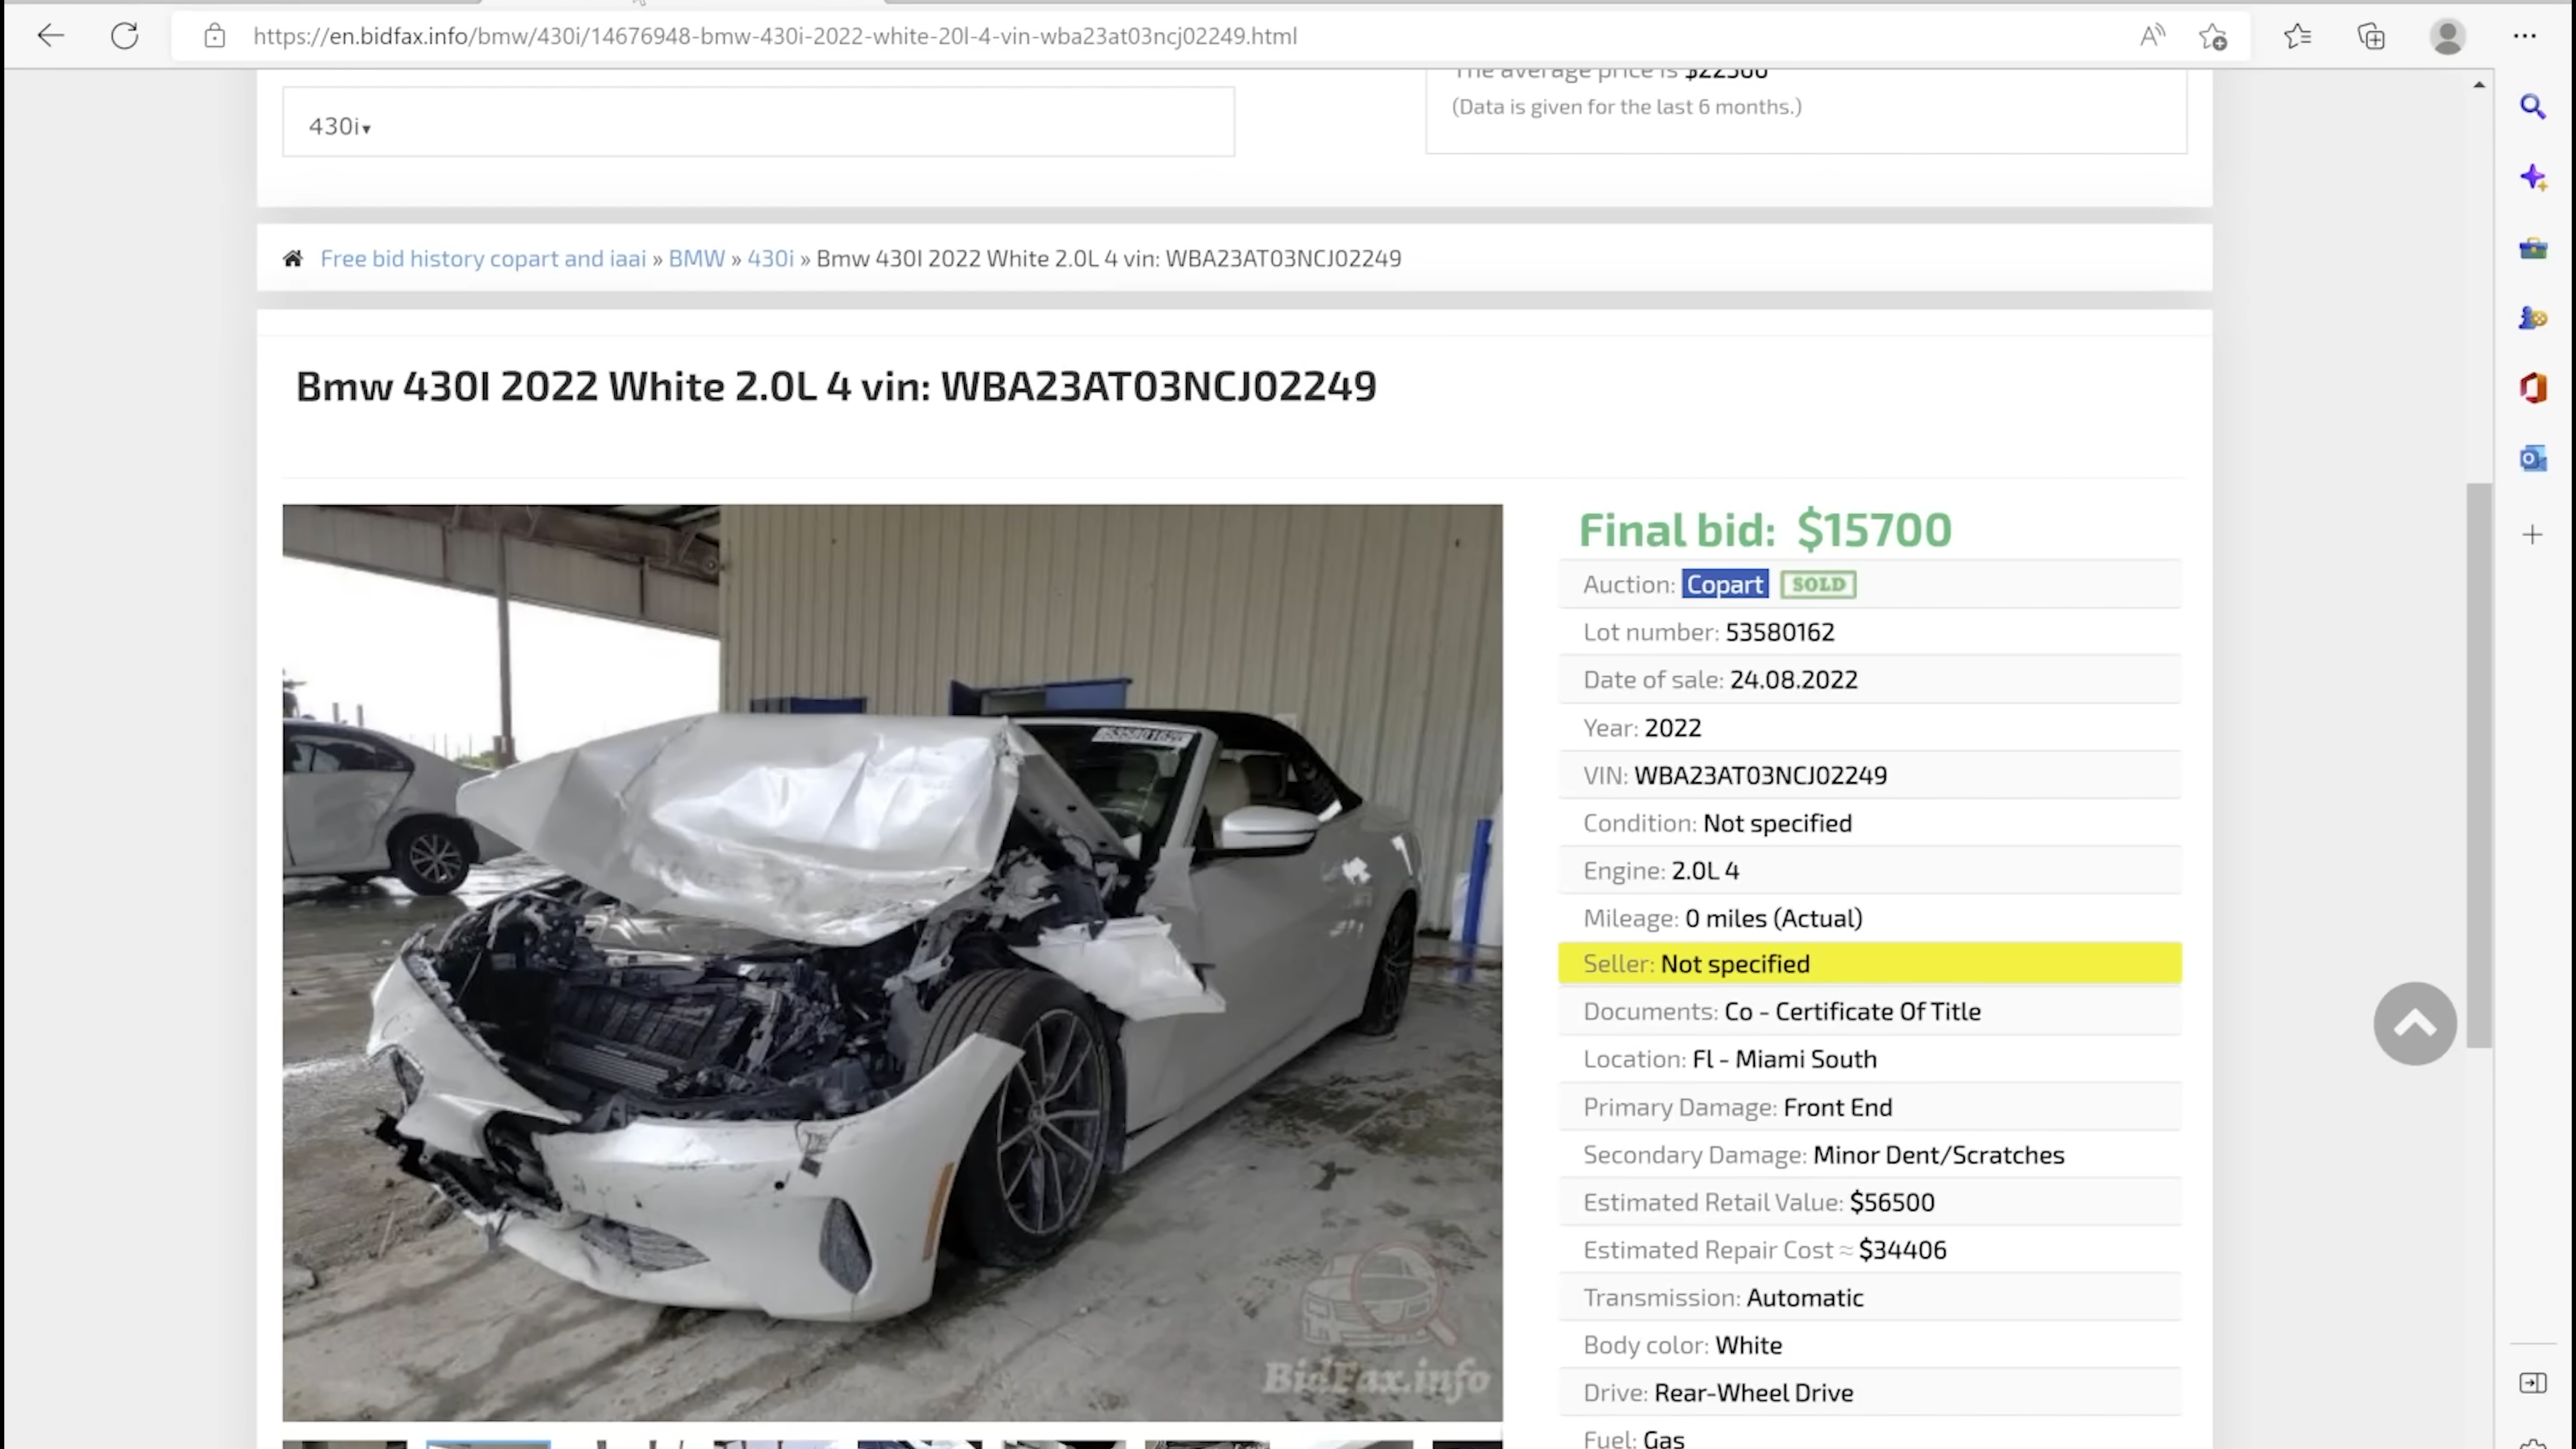 https://en.bidfax.info/bmw/430i/14676948-bmw-430i-2022-white-20l-4-vin-wba23at03ncj02249.html
The average price is $22500
(Data is given for the last 6 months.)
430i
Free bid history copart and iaai » BMW » 430i » Bmw 430I 2022 White 2.0L 4 vin: WBA23AT03NCJ02249
Bmw 430I 2022 White 2.0L 4 vin: WBA23AT03NCJ02249
Final bid: $15700
Auction: Copart SOLD
Lot number: 53580162
Date of sale: 24.08.2022
Year: 2022
VIN: WBA23AT03NCJ02249
Condition: Not specified
Engine: 2.0L 4
Mileage: 0 miles (Actual)
Seller: Not specified
Documents: Co - Certificate Of Title
Location: Fl - Miami South
Primary Damage: Front End
Secondary Damage: Minor Dent/Scratches
Estimated Retail Value: $56500
Estimated Repair Cost ≈ $34406
Transmission: Automatic
Body color: White
Drive: Rear-Wheel Drive
Fuel: Gas
BidFax.info